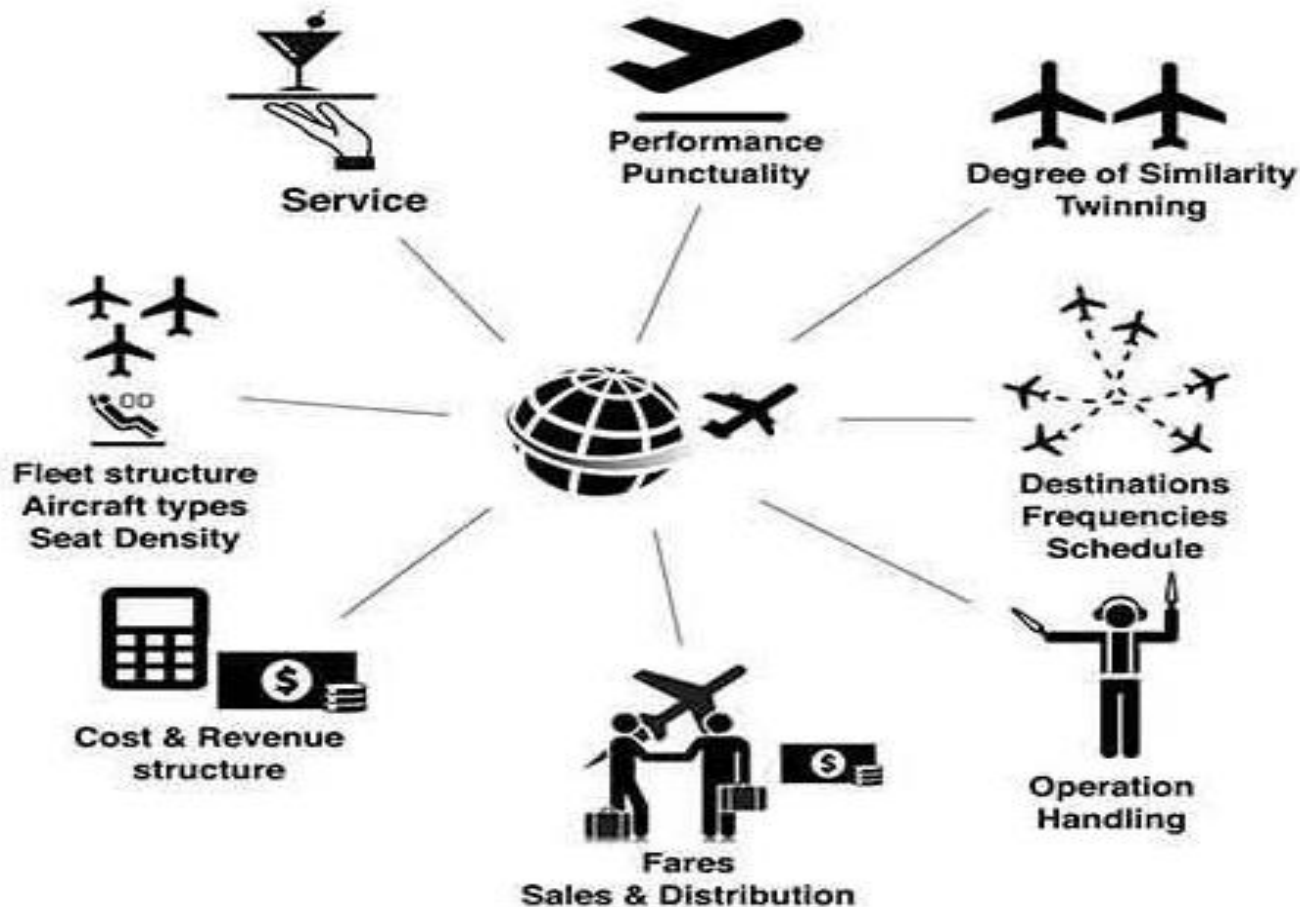 Service
Performance
Punctuality
Degree of Similarity
Twinning
Fleet structure
Aircraft types
Seat Density
Destinations
Frequencies
Schedule
Cost & Revenue
structure
$
Fares
Sales & Distribution
$
Operation
Handling